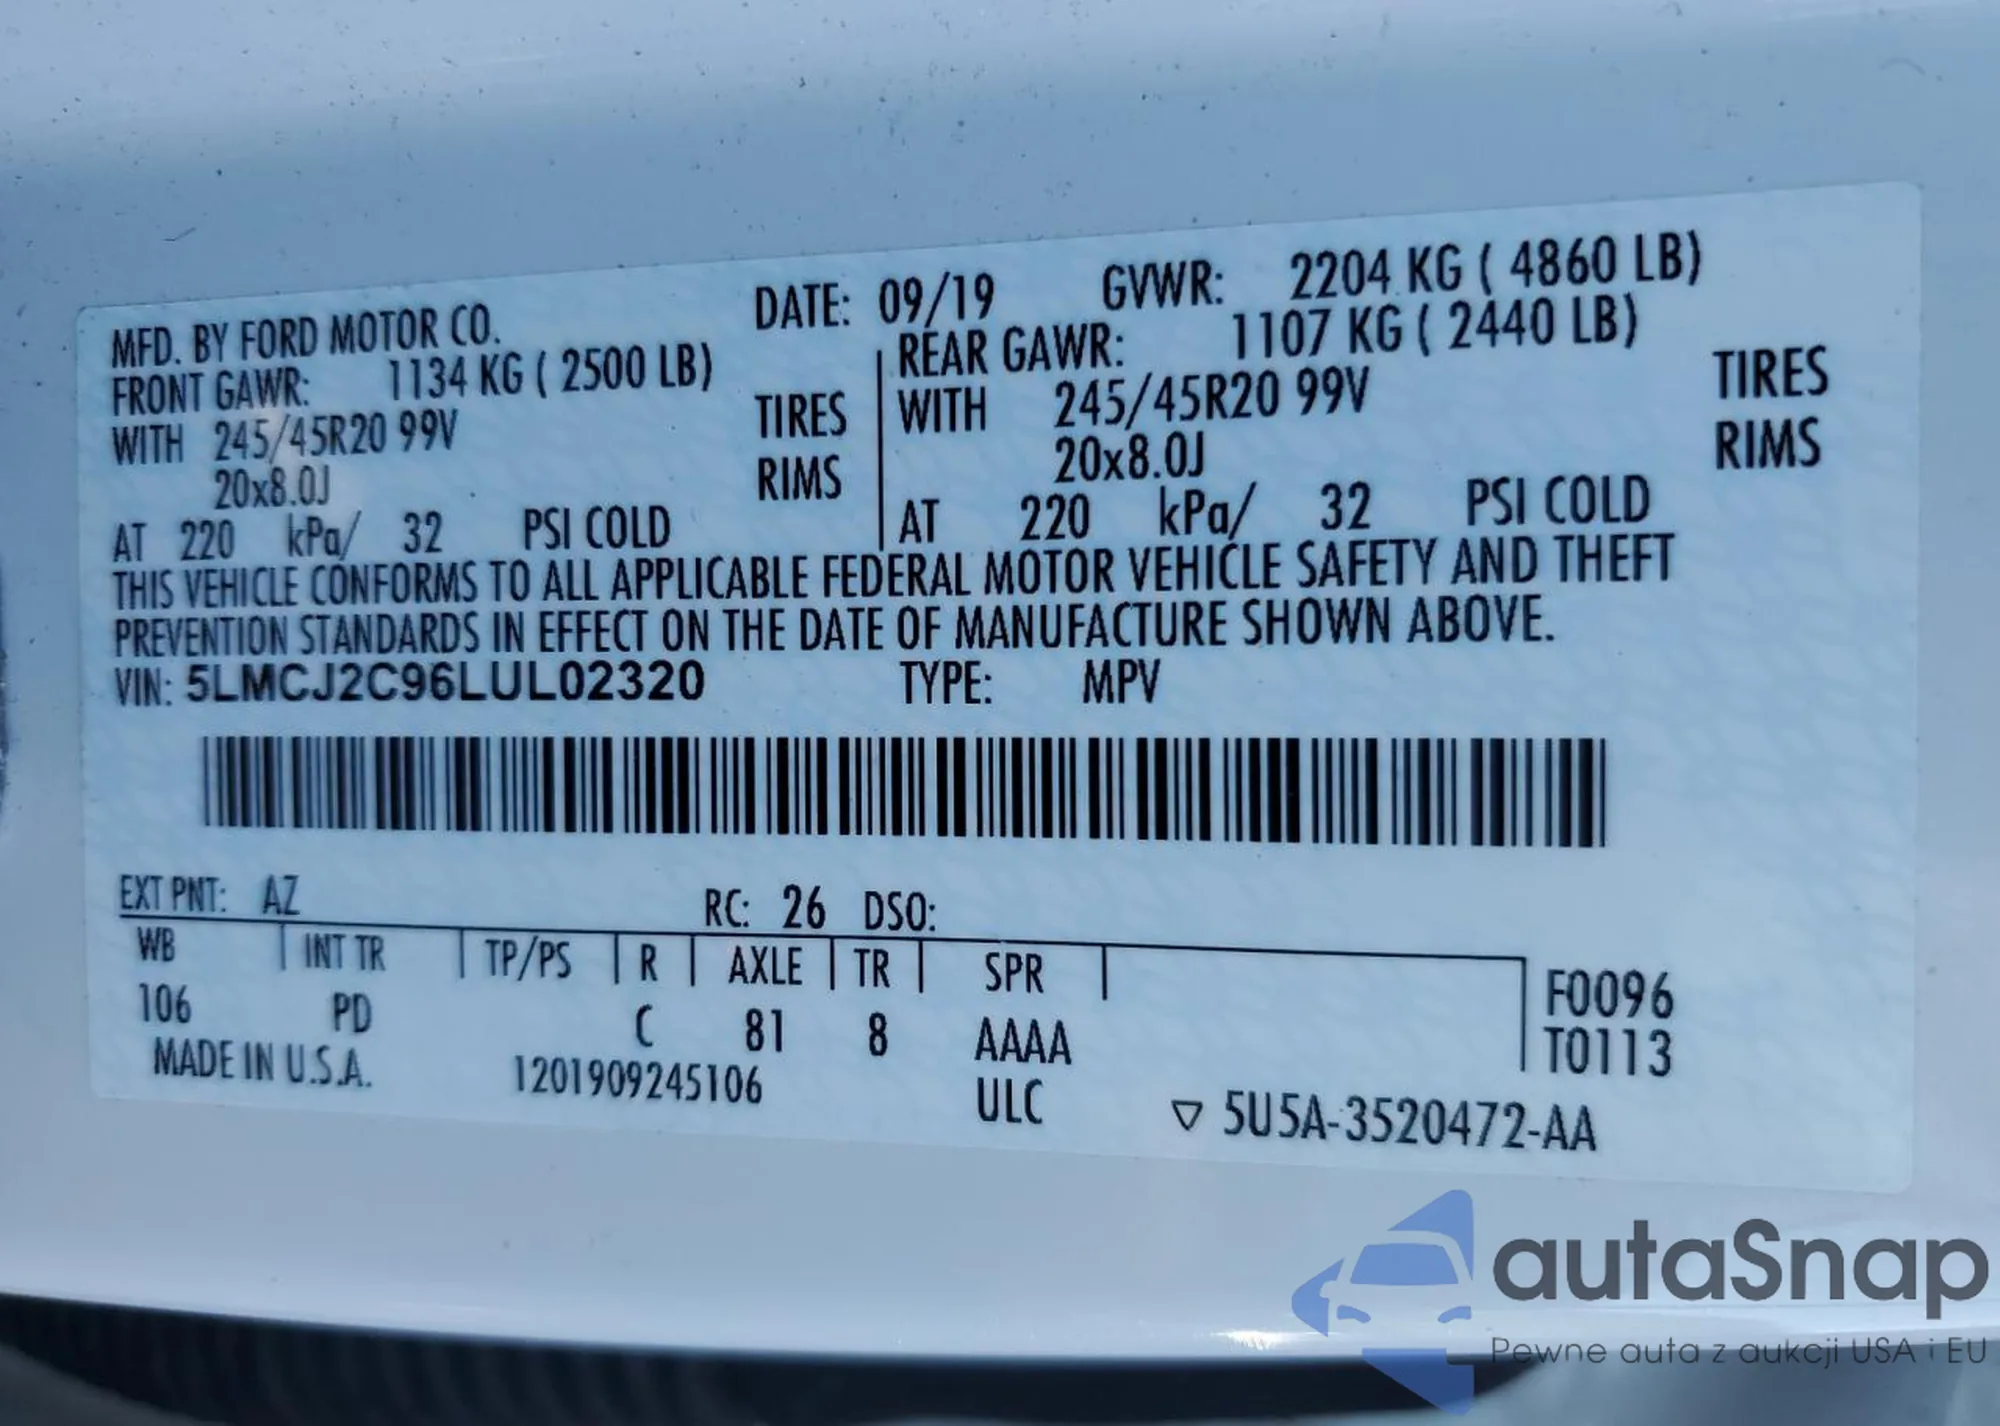 MFD. BY FORD MOTOR CO. DATE: 09/19 GVWR: 2204 KG ( 4860 LB)
FRONT GAWR: 1134 KG ( 2500 LB) REAR GAWR: 1107 KG ( 2440 LB)
WITH 245/45R20 99V TIRES WITH 245/45R20 99V TIRES
20x8.0J RIMS 20x8.0J RIMS
AT 220 kPa/ 32 PSI COLD AT 220 kPa/ 32 PSI COLD
THIS VEHICLE CONFORMS TO ALL APPLICABLE FEDERAL MOTOR VEHICLE SAFETY AND THEFT
PREVENTION STANDARDS IN EFFECT ON THE DATE OF MANUFACTURE SHOWN ABOVE.
VIN: 5LMCJ2C96LUL02320 TYPE: MPV
EXT PNT: AZ RC: 26 DSO:
WB INT TR TP/PS R AXLE TR SPR F0096
106 PD C 81 8 AAAA T0113
MADE IN U.S.A. 1201909245106 ULC ▽ 5U5A-3520472-AA
autaSnap
Pewne auta z aukcji USA i EU